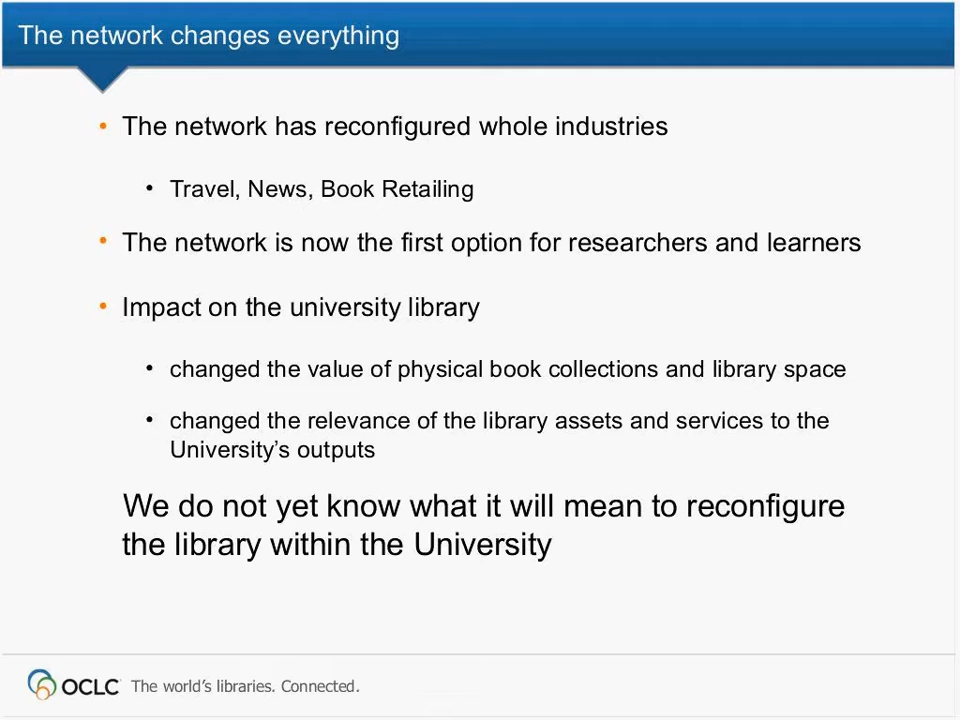 The network changes everything
• The network has reconfigured whole industries
• Travel, News, Book Retailing
• The network is now the first option for researchers and learners
• Impact on the university library
• changed the value of physical book collections and library space
• changed the relevance of the library assets and services to the
University’s outputs
We do not yet know what it will mean to reconfigure
the library within the University
OCLC The world’s libraries. Connected.